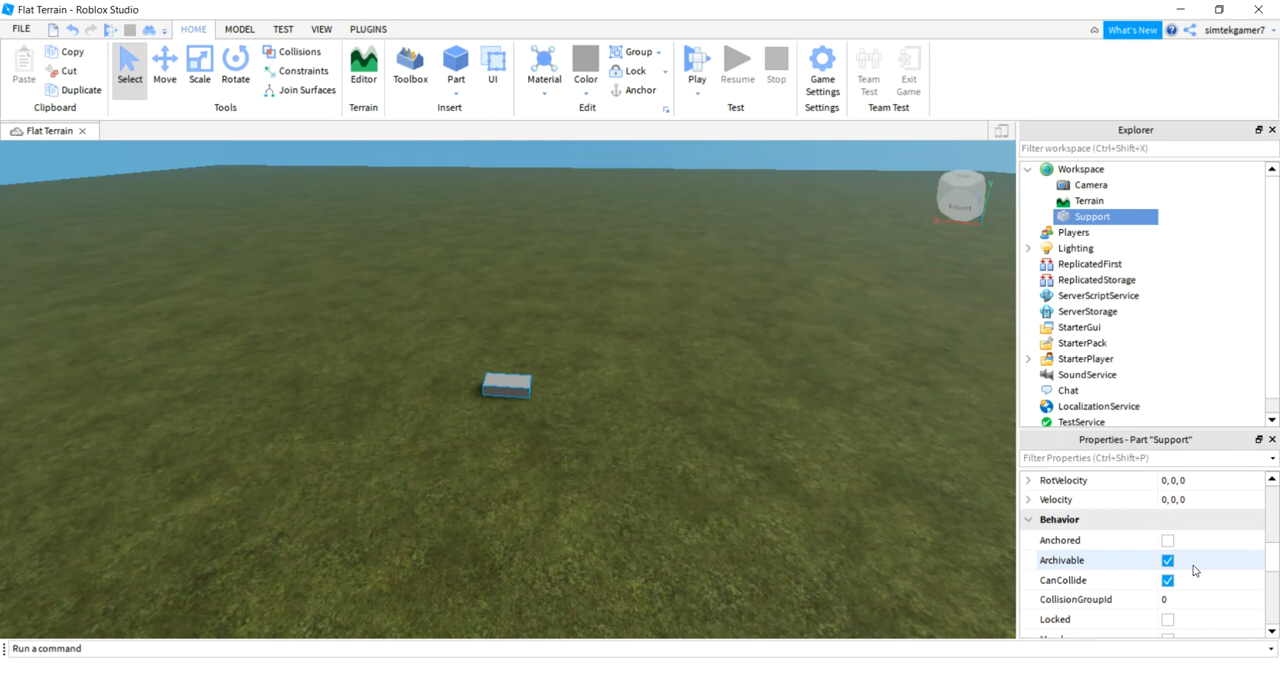 Flat Terrain - Roblox Studio
FILE HOME MODEL TEST VIEW PLUGINS What's New simtekgamer7
Paste Copy Cut Duplicate Clipboard
Select Move Scale Rotate Collisions Constraints Join Surfaces Tools
Editor Terrain
Toolbox Part UI Insert
Material Color Group Lock Anchor Edit
Play Resume Stop Test
Game Settings Settings
Team Test Exit Game Team Test
Flat Terrain
Explorer
Filter workspace (Ctrl+Shift+X)
Workspace
Camera
Terrain
Support
Players
Lighting
ReplicatedFirst
ReplicatedStorage
ServerScriptService
ServerStorage
StarterGui
StarterPack
StarterPlayer
SoundService
Chat
LocalizationService
TestService
Properties - Part "Support"
Filter Properties (Ctrl+Shift+P)
RotVelocity 0, 0, 0
Velocity 0, 0, 0
Behavior
Anchored
Archivable
CanCollide
CollisionGroupId 0
Locked
Run a command